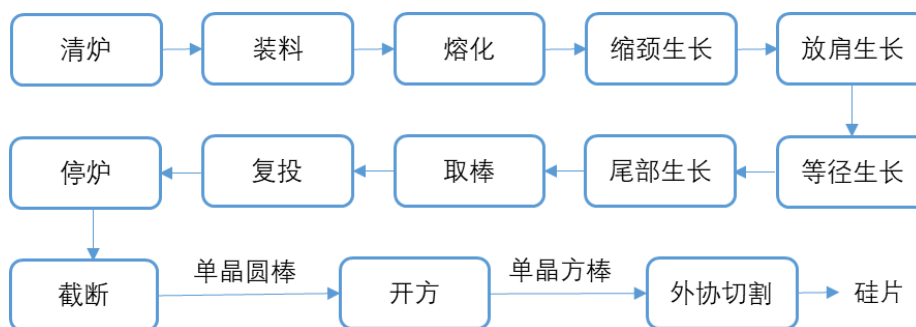 清炉
装料
熔化
缩颈生长
放肩生长
停炉
复投
取棒
尾部生长
等径生长
截断
单晶圆棒
开方
单晶方棒
外协切割
硅片